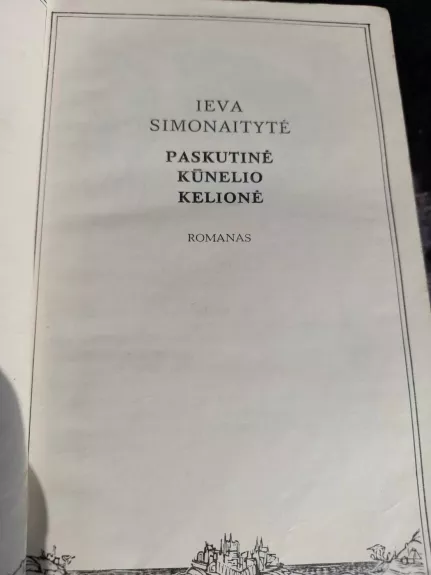 IEVA
SIMONAITYTĖ
PASKUTINĖ
KŪNELIO
KELIONĖ
ROMANAS